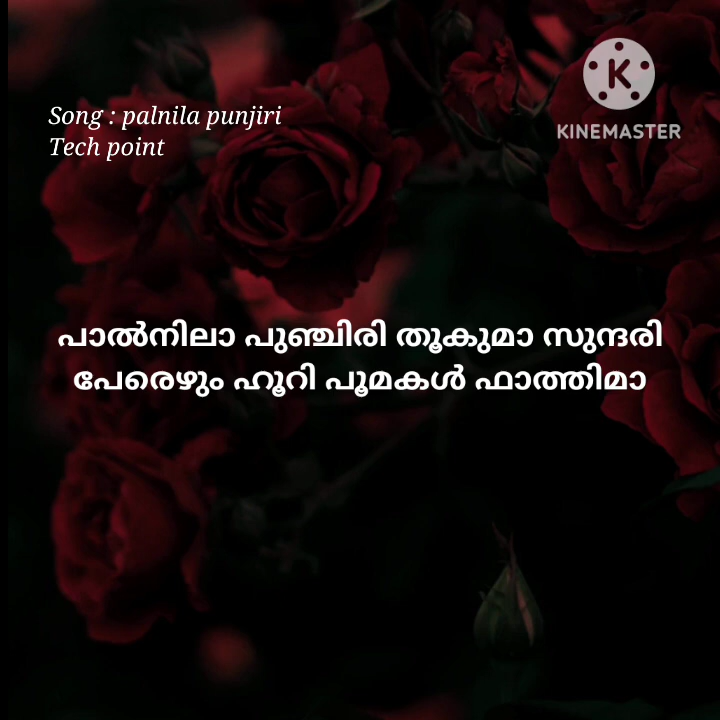 Song : palnila punjiri
Tech point
KINEMASTER
പാൽനിലാ പുഞ്ചിരി തൂകുമാ സുന്ദരി
പേരെഴും ഹൂറി പൂമകൾ ഫാത്തിമാ